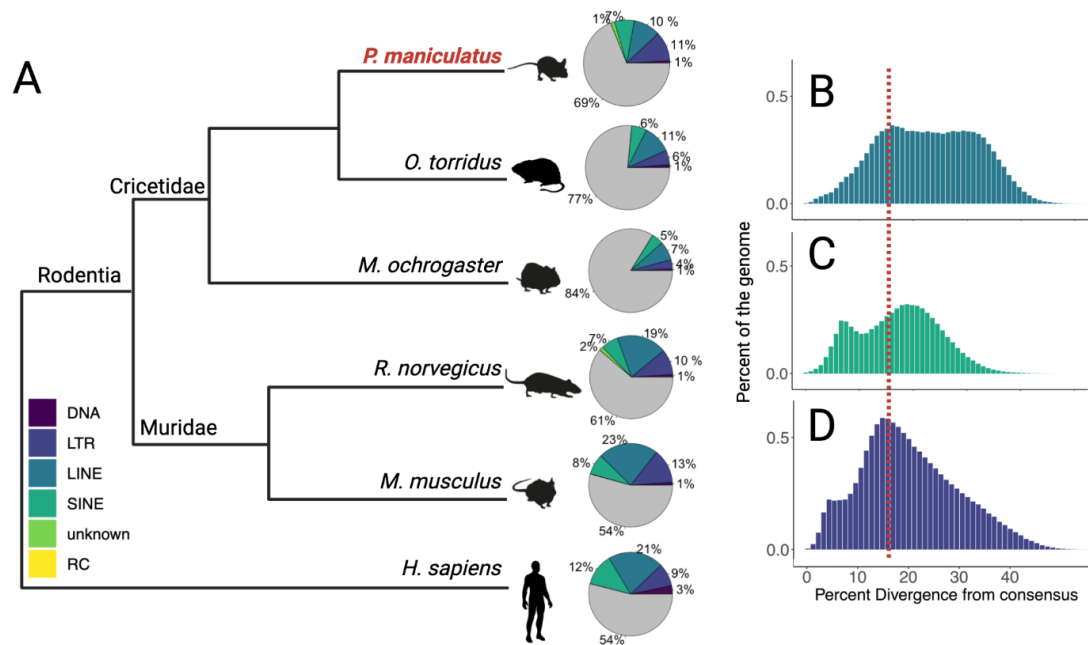 A
P. maniculatus
1%
7%
10 %
11%
1%
69%
O. torridus
6%
11%
6%
1%
77%
Cricetidae
M. ochrogaster
5%
7%
4%
1%
84%
Rodentia
R. norvegicus
2%
7%
19%
10 %
1%
61%
Muridae
M. musculus
8%
23%
13%
1%
54%
H. sapiens
12%
21%
9%
3%
54%
DNA
LTR
LINE
SINE
unknown
RC
Percent of the genome
B
0.5
0.0
C
0.5
0.0
D
0.5
0.0
0 10 20 30 40
Percent Divergence from consensus